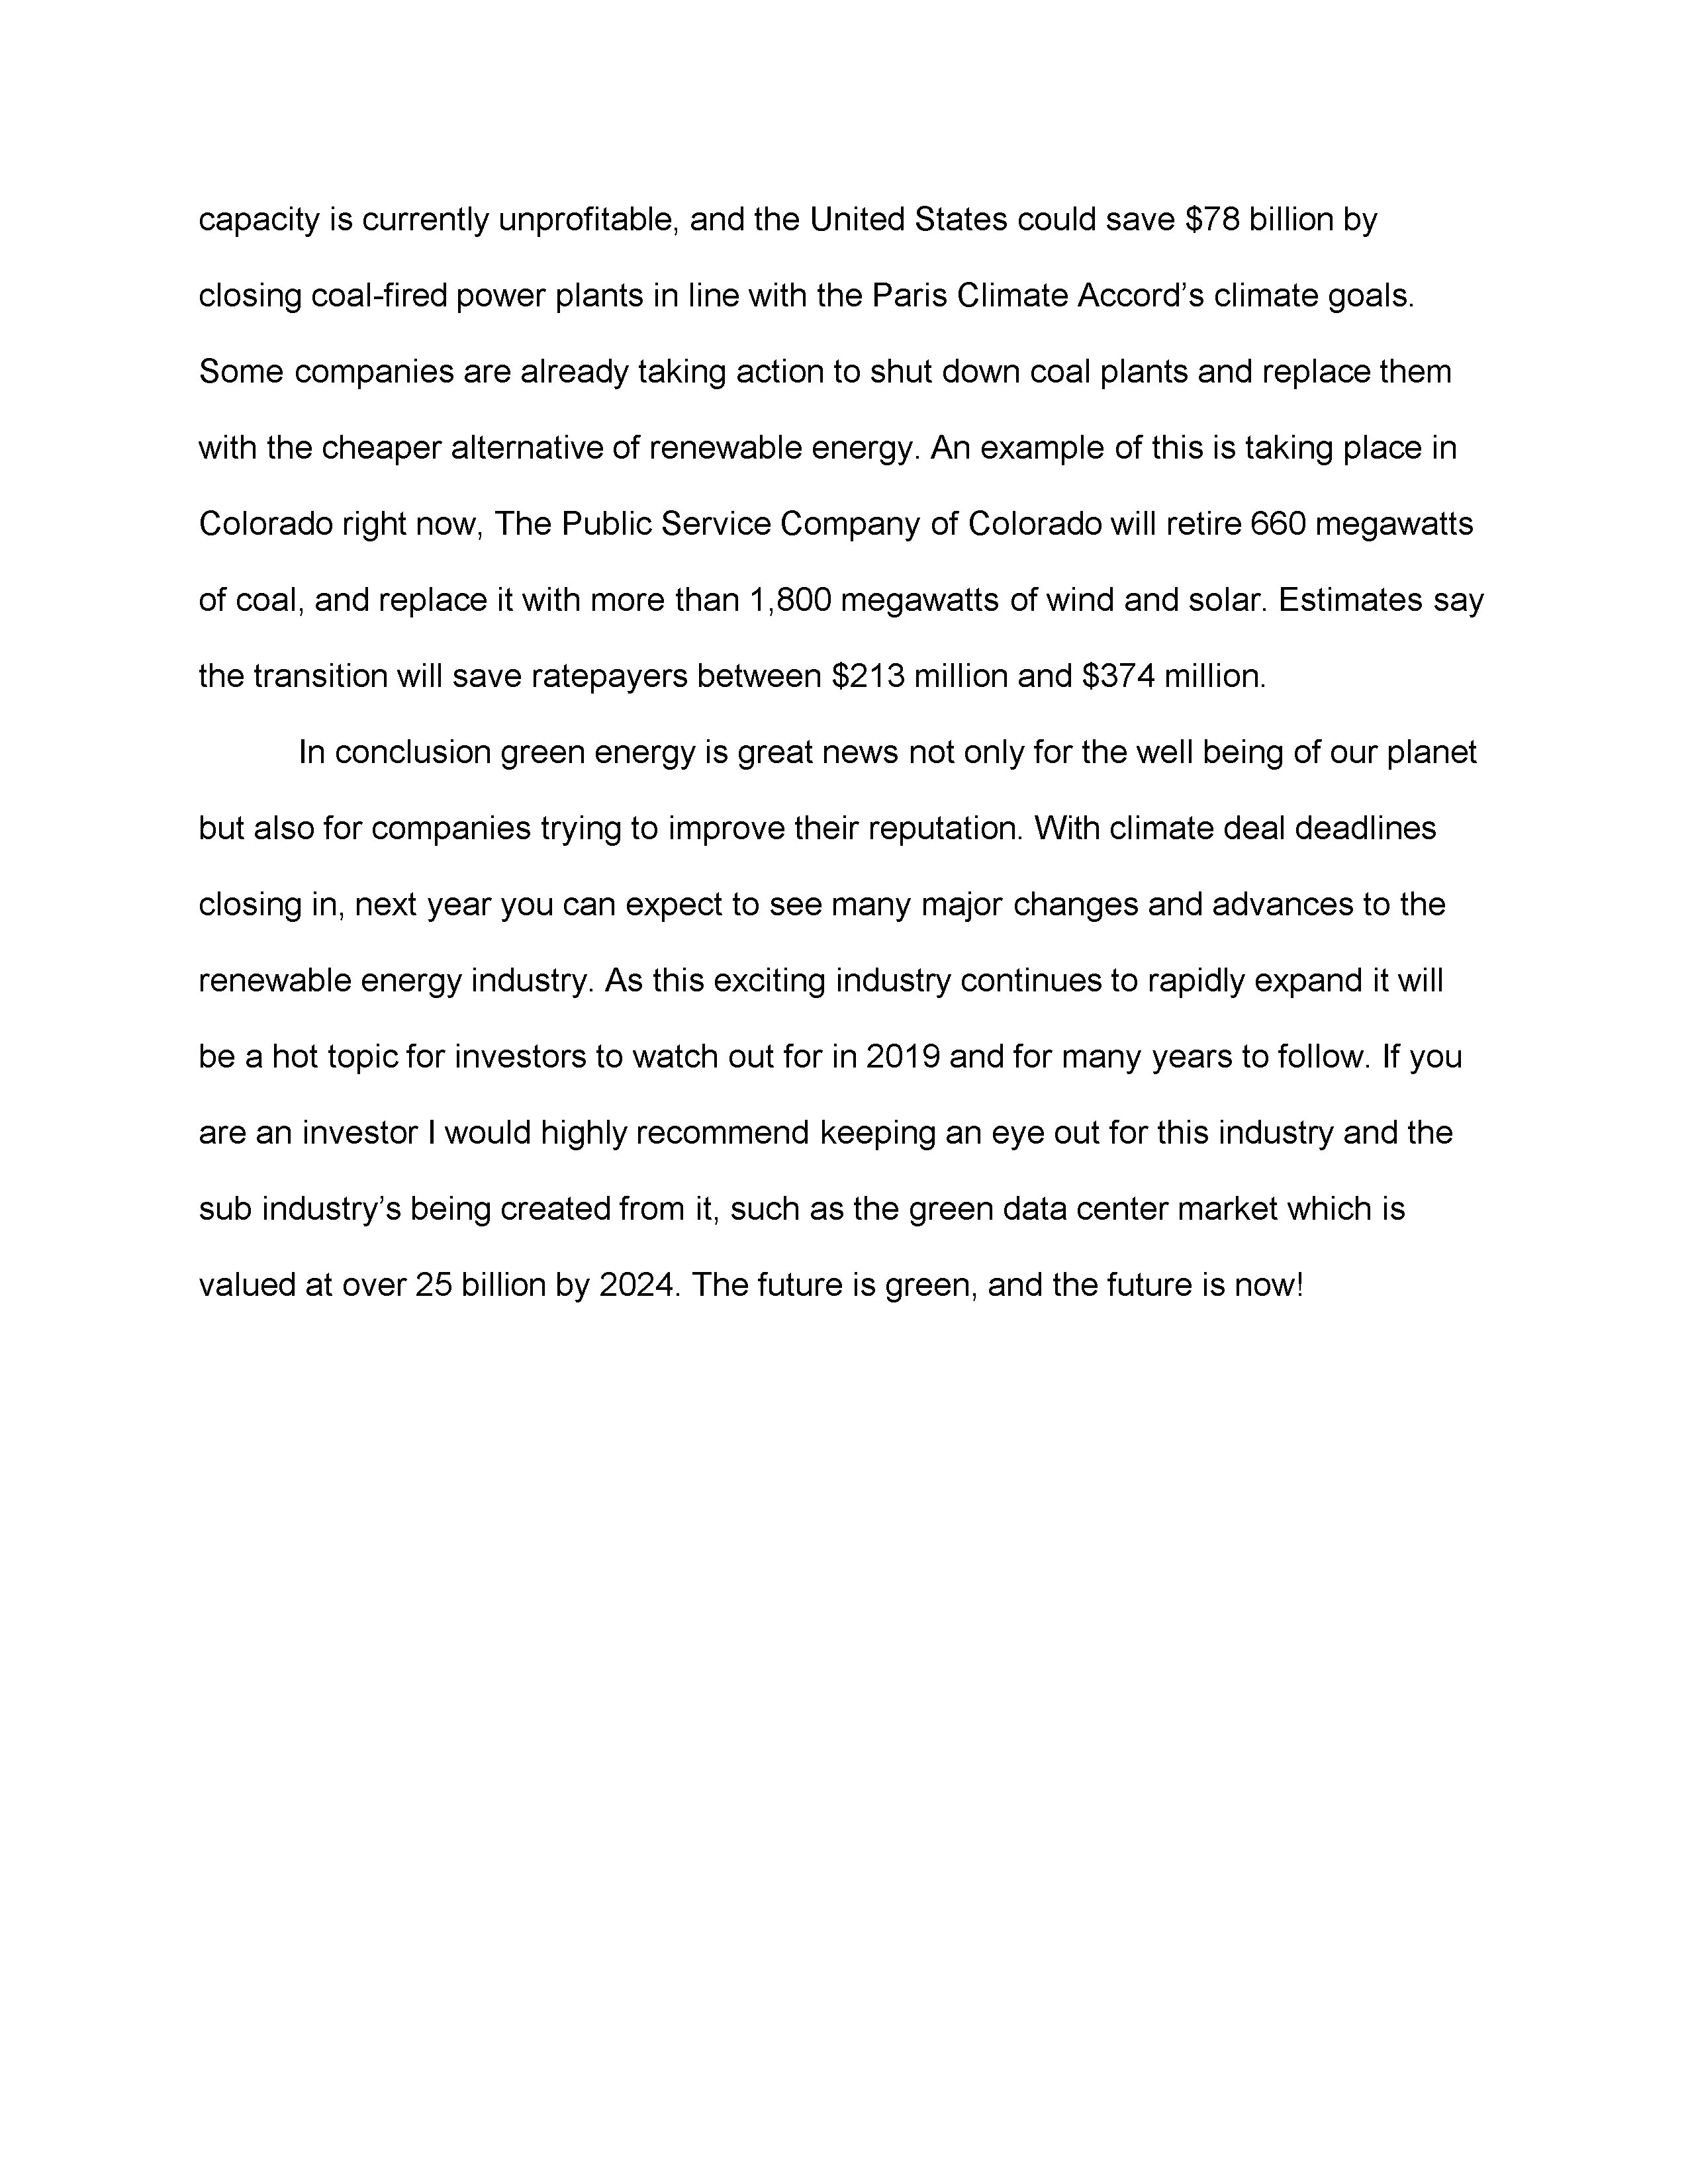 capacity is currently unprofitable, and the United States could save $78 billion by
closing coal-fired power plants in line with the Paris Climate Accord’s climate goals.
Some companies are already taking action to shut down coal plants and replace them
with the cheaper alternative of renewable energy. An example of this is taking place in
Colorado right now, The Public Service Company of Colorado will retire 660 megawatts
of coal, and replace it with more than 1,800 megawatts of wind and solar. Estimates say
the transition will save ratepayers between $213 million and $374 million.
In conclusion green energy is great news not only for the well being of our planet
but also for companies trying to improve their reputation. With climate deal deadlines
closing in, next year you can expect to see many major changes and advances to the
renewable energy industry. As this exciting industry continues to rapidly expand it will
be a hot topic for investors to watch out for in 2019 and for many years to follow. If you
are an investor I would highly recommend keeping an eye out for this industry and the
sub industry’s being created from it, such as the green data center market which is
valued at over 25 billion by 2024. The future is green, and the future is now!